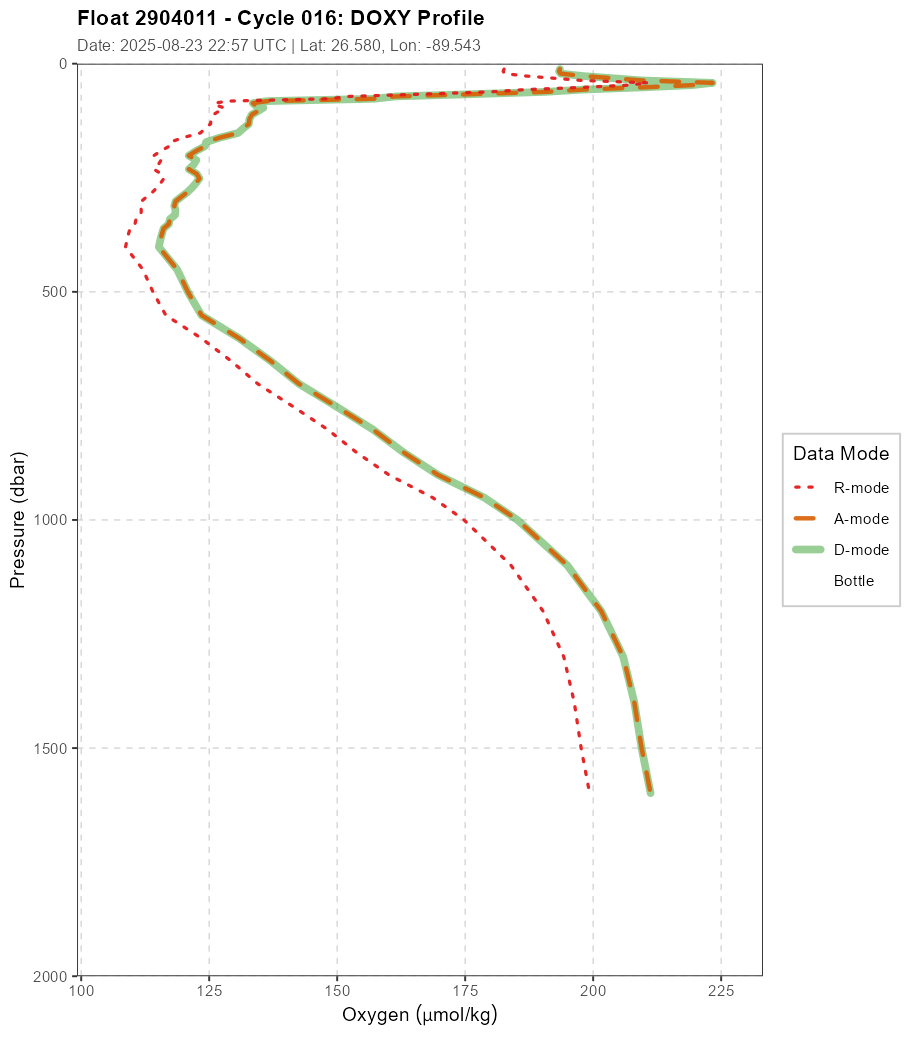 Float 2904011 - Cycle 016: DOXY Profile
Date: 2025-08-23 22:57 UTC | Lat: 26.580, Lon: -89.543
0
500
1000
1500
2000
Pressure (dbar)
100 125 150 175 200 225
Oxygen (μmol/kg)
Data Mode
R-mode
A-mode
D-mode
Bottle